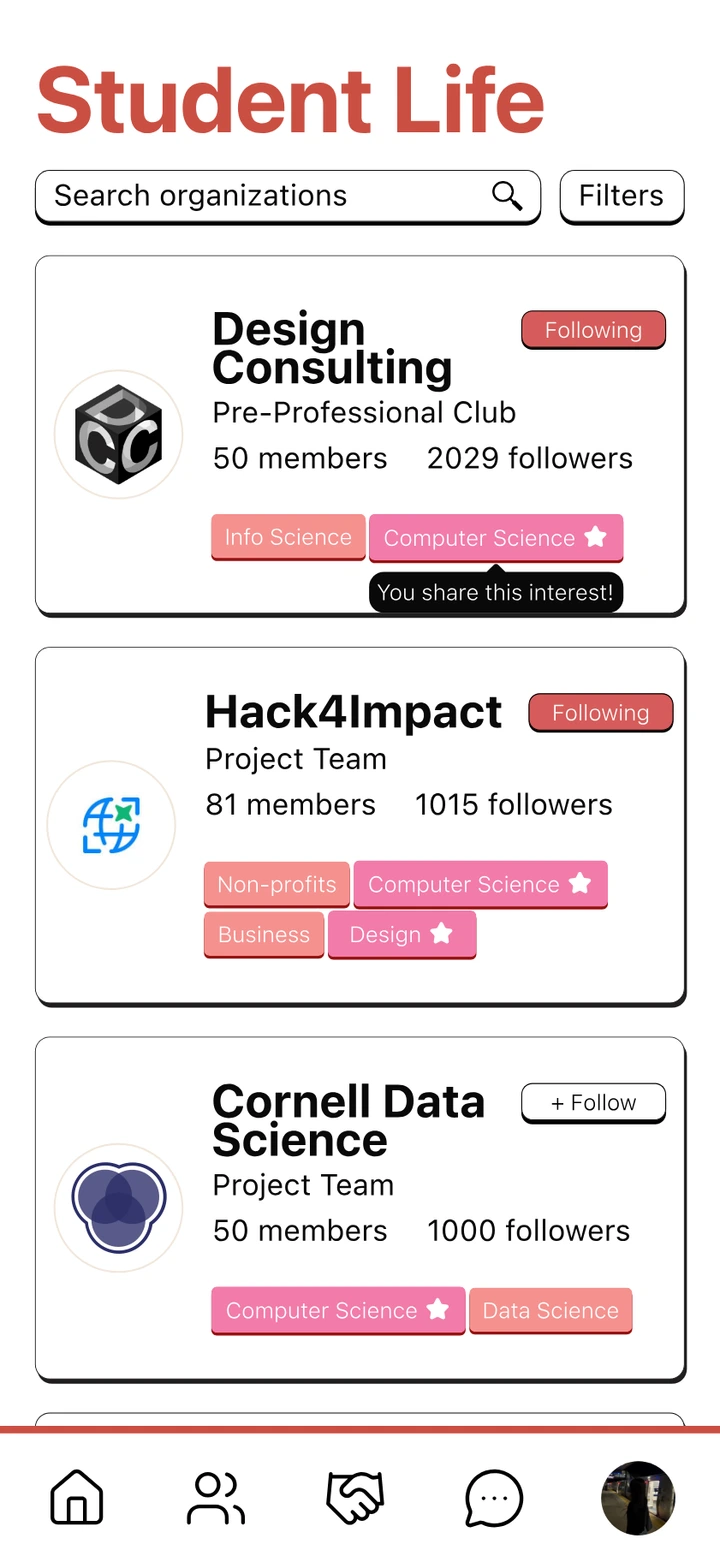 Student Life
Search organizations
Filters
Design
Consulting
Following
Pre-Professional Club
50 members 2029 followers
Info Science
Computer Science
You share this interest!
DCC
Hack4Impact
Following
Project Team
81 members 1015 followers
Non-profits
Computer Science
Business
Design
Cornell Data
Science
+ Follow
Project Team
50 members 1000 followers
Computer Science
Data Science